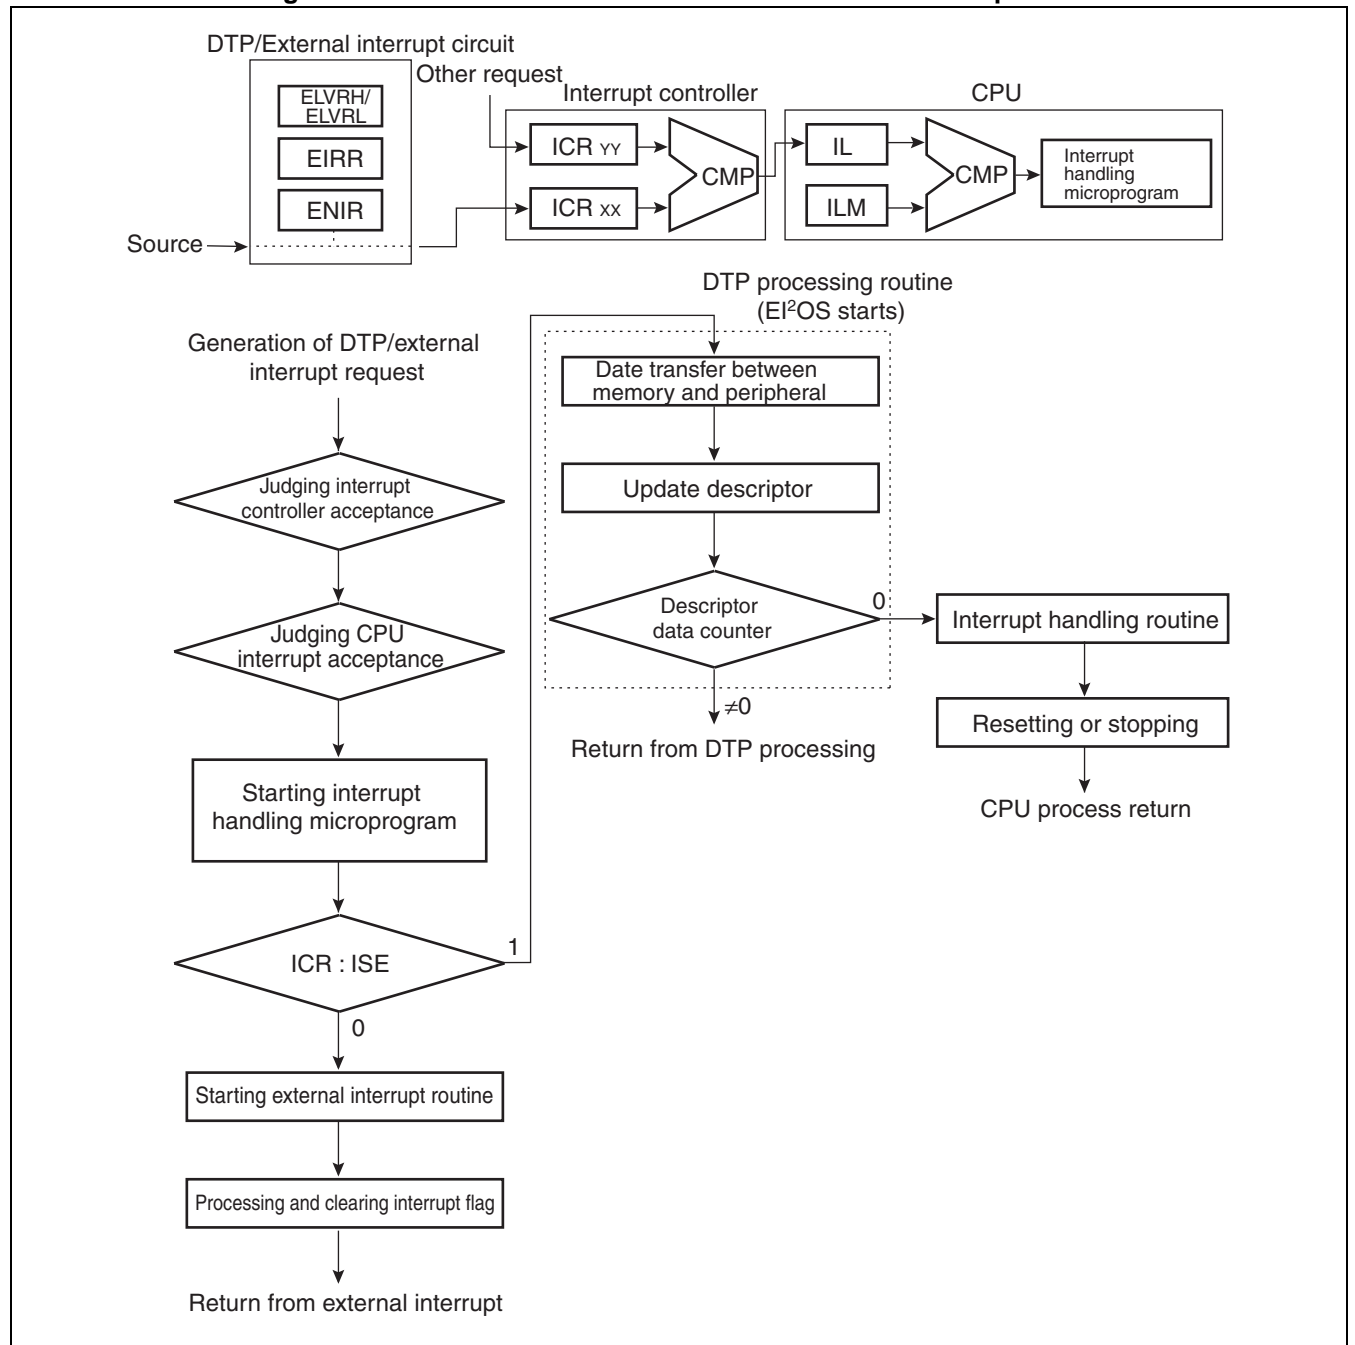 DTP/External interrupt circuit
Other request
Interrupt controller
CPU
ELVRH/
ELVRL
EIRR
ENIR
Source
ICR YY
ICR XX
CMP
IL
ILM
CMP
Interrupt
handling
microprogram
DTP processing routine
(EI²OS starts)
Generation of DTP/external
interrupt request
Date transfer between
memory and peripheral
Judging interrupt
controller acceptance
Update descriptor
Judging CPU
interrupt acceptance
Descriptor
data counter
0
Interrupt handling routine
≠0
Return from DTP processing
Resetting or stopping
CPU process return
Starting interrupt
handling microprogram
ICR : ISE
1
0
Starting external interrupt routine
Processing and clearing interrupt flag
Return from external interrupt